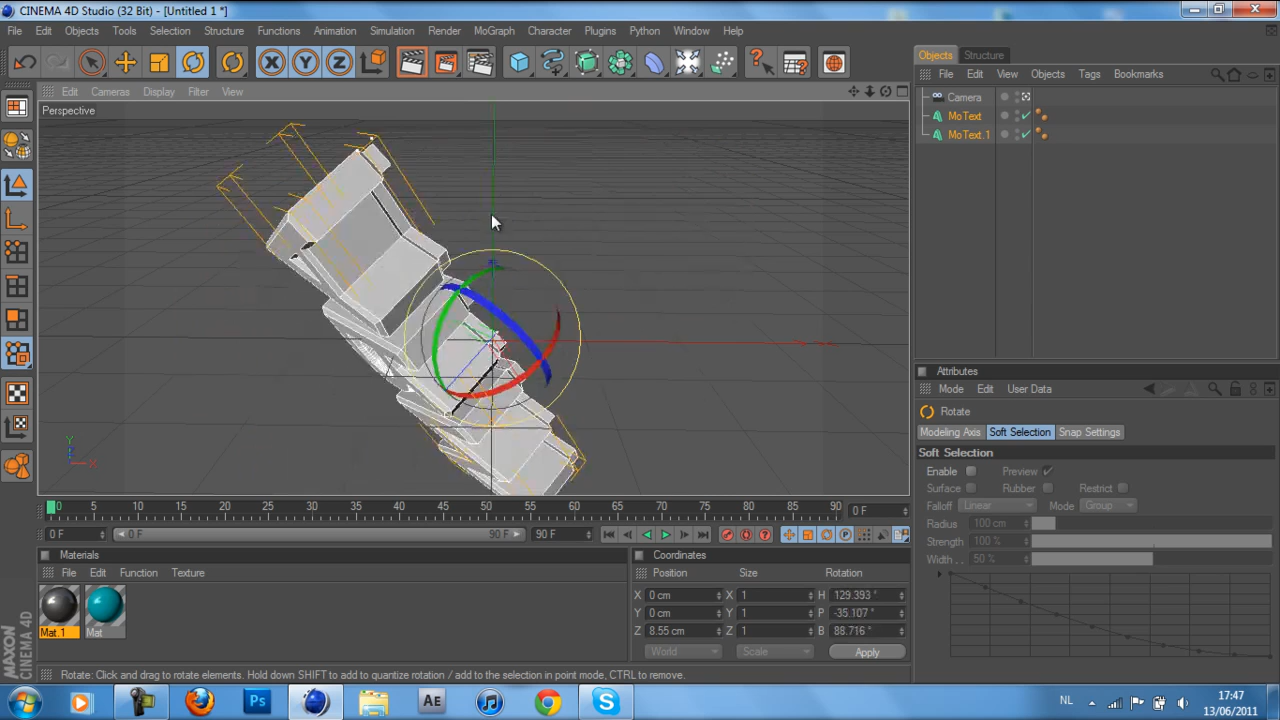 CINEMA 4D Studio (32 Bit) - [Untitled 1 *]
File Edit Objects Tools Selection Structure Functions Animation Simulation Render MoGraph Character Plugins Python Window Help
X Y Z
Edit Cameras Display Filter View
Perspective
Y
X
0 5 10 15 20 25 30 35 40 45 50 55 60 65 70 75 80 85 90 0 F
0 F 0 F 90 F 90 F
Materials
File Edit Function Texture
Mat.1 Mat
Coordinates
Position Size Rotation
X 0 cm X 1 H 129.393 °
Y 0 cm Y 1 P -35.107 °
Z 8.55 cm Z 1 B 88.716 °
World Scale Apply
Objects Structure
File Edit View Objects Tags Bookmarks
Camera
MoText
MoText.1
Attributes
Mode Edit User Data
Rotate
Modeling Axis Soft Selection Snap Settings
Soft Selection
Enable Preview
Surface Rubber Restrict
Falloff Linear Mode Group
Radius 100 cm
Strength 100 %
Width . . 50 %
MAXON CINEMA 4D
Rotate: Click and drag to rotate elements. Hold down SHIFT to quantize rotation / add to the selection in point mode, CTRL to remove.
Ps Ae NL
17:47
13/06/2011